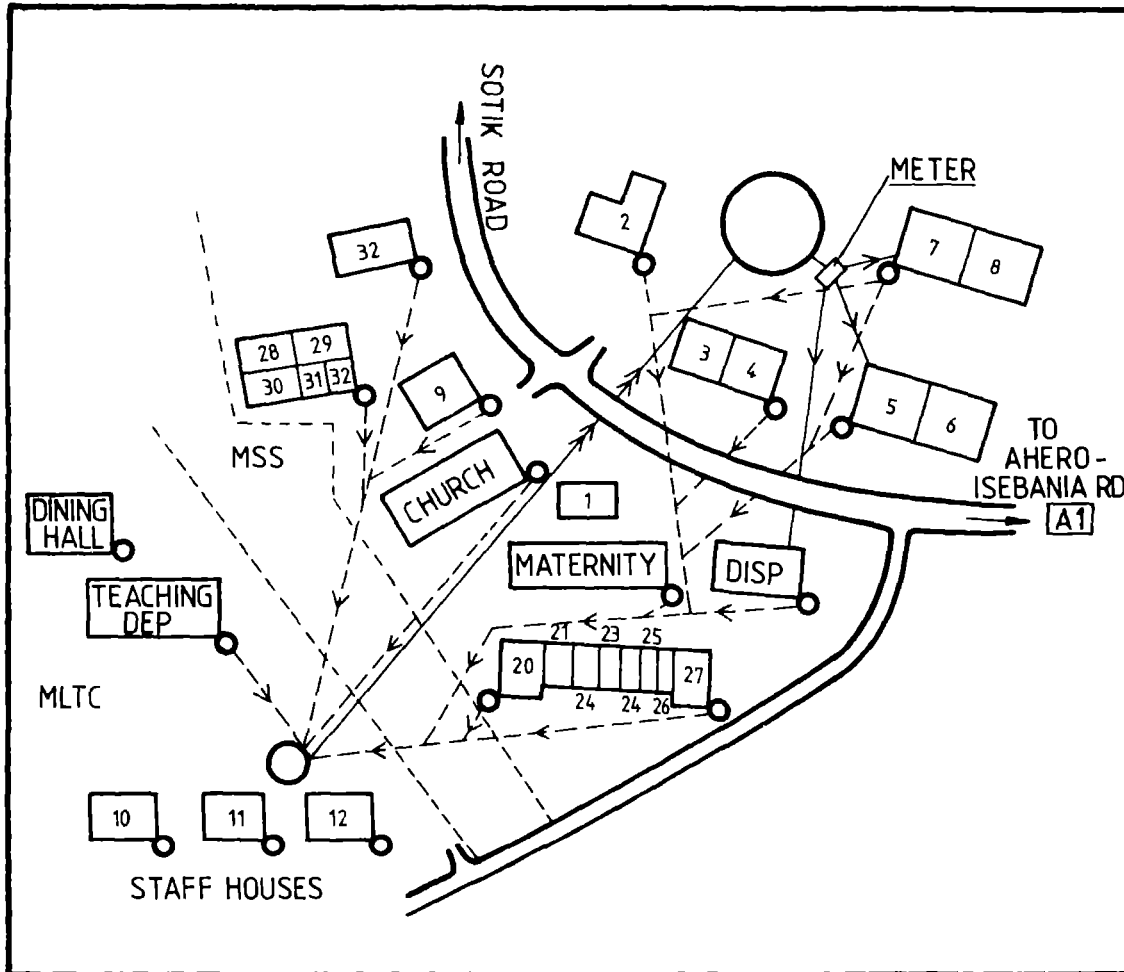 SOTIK ROAD
METER
2
7
8
32
3
4
28
29
30
31
32
9
5
6
MSS
CHURCH
1
TO
AHERO-
ISEBANIA RD
A1
DINING
HALL
MATERNITY
DISP
TEACHING
DEP
21
23
25
20
27
24
24
26
MLTC
10
11
12
STAFF HOUSES